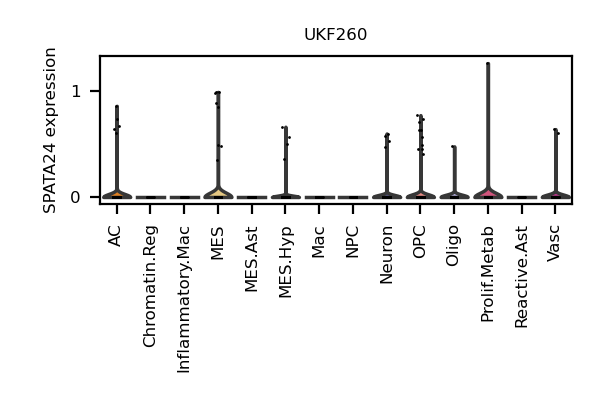 UKF260
SPATA24 expression
1
0
AC
Chromatin.Reg
Inflammatory.Mac
MES
MES.Ast
MES.Hyp
Mac
NPC
Neuron
OPC
Oligo
Prolif.Metab
Reactive.Ast
Vasc